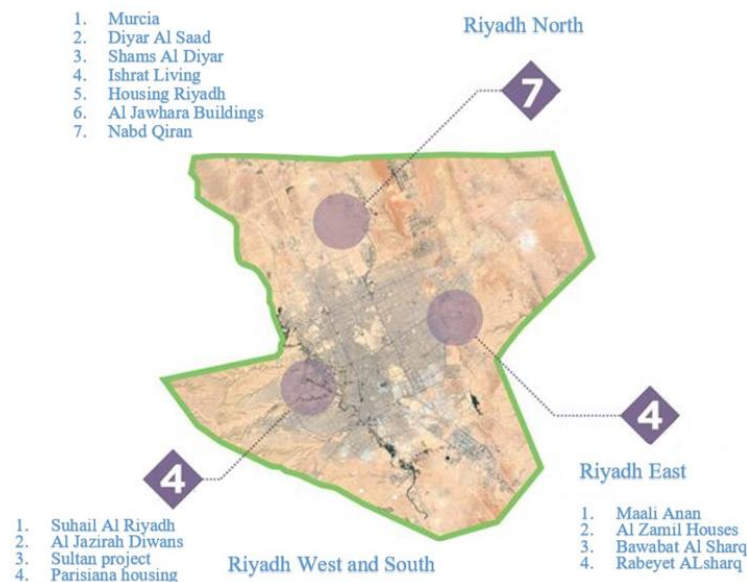 1. Murcia
2. Diyar Al Saad
3. Shams Al Diyar
4. Ishrat Living
5. Housing Riyadh
6. Al Jawhara Buildings
7. Nabd Qiran
Riyadh North
7
4
Riyadh East
1. Maali Anan
2. Al Zamil Houses
3. Bawabat Al Sharq
4. Rabeyet ALsharq
4
1. Suhail Al Riyadh
2. Al Jazirah Diwans
3. Sultan project
4. Parisiana housing
Riyadh West and South